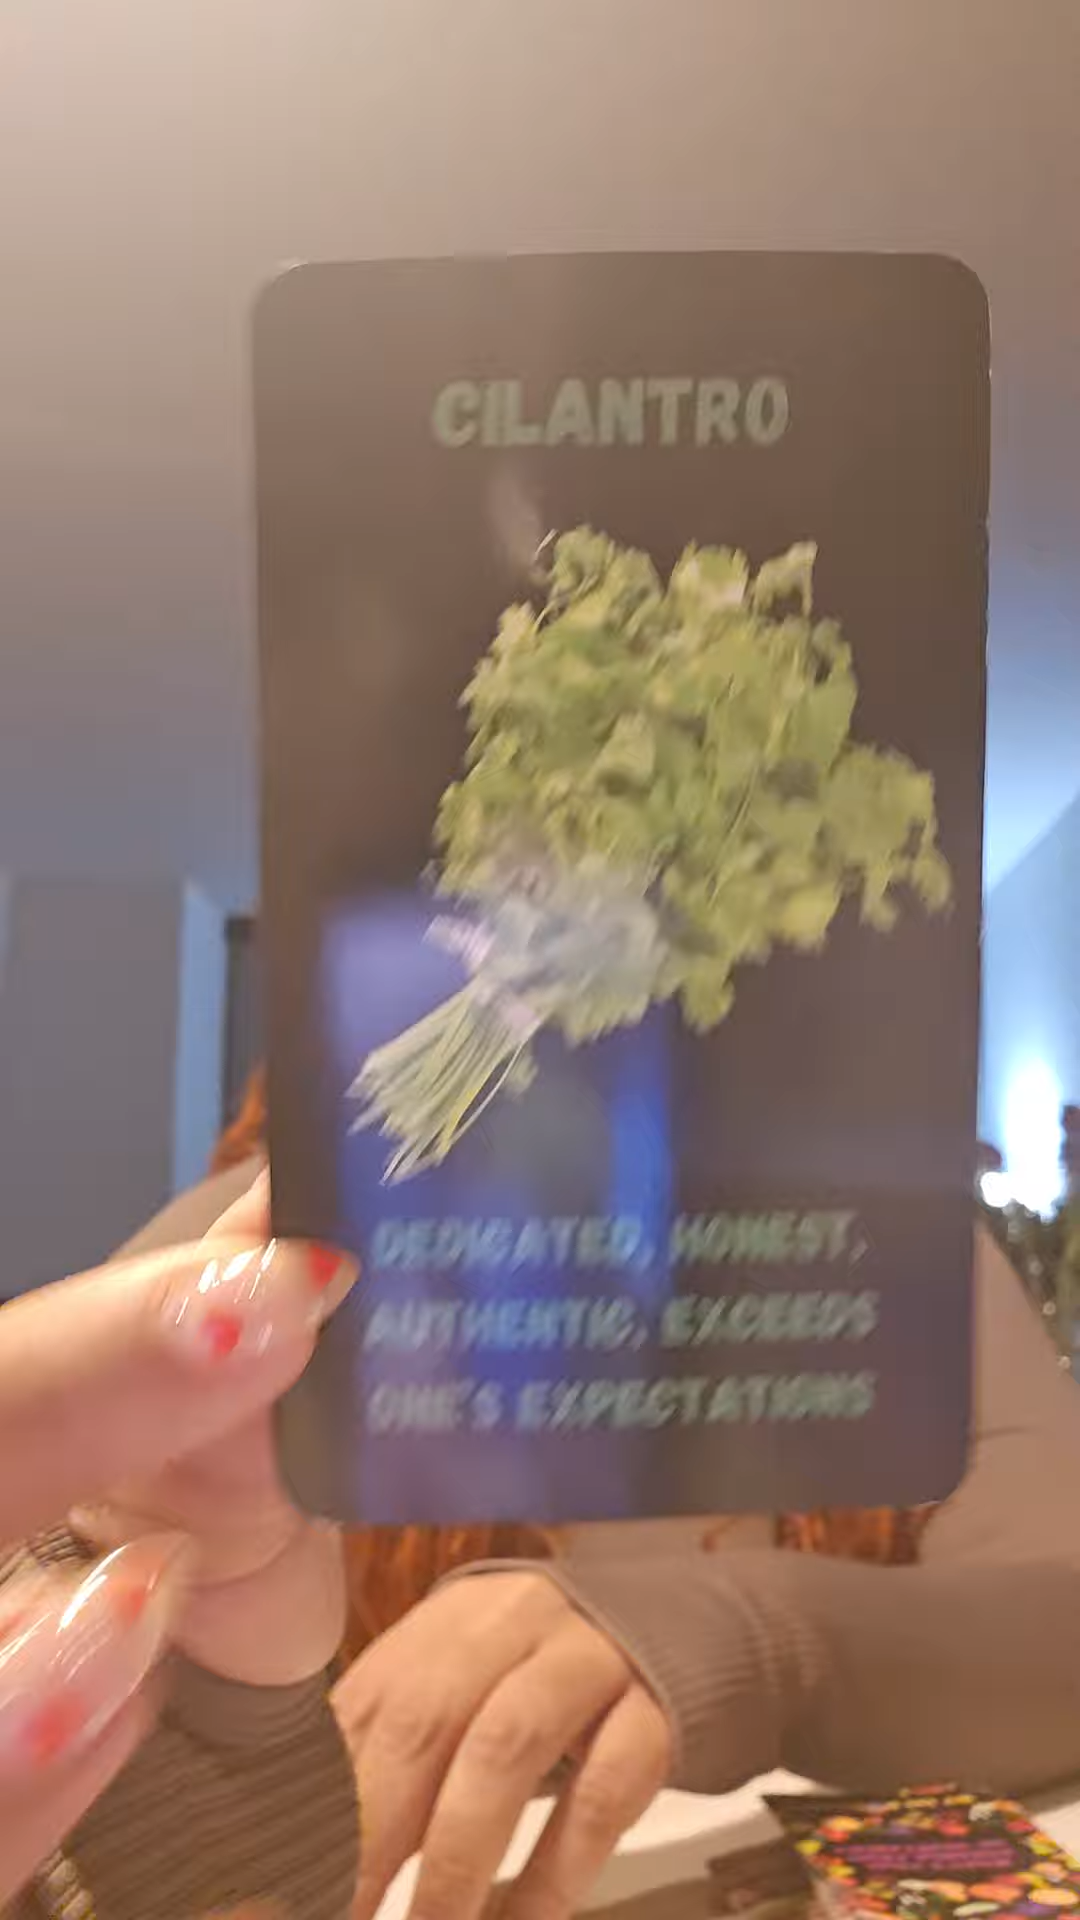 CILANTRO
DEDICATED, HONEST,
AUTHENTIC, EXCEEDS
ONE'S EXPECTATIONS